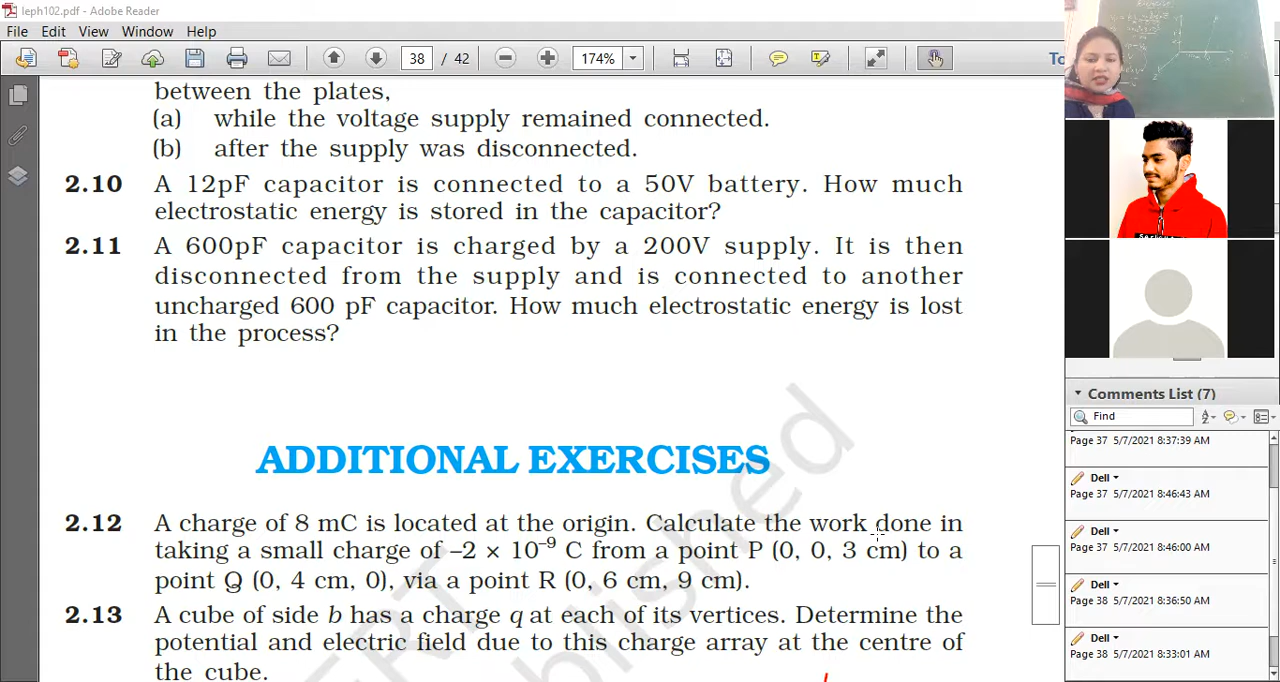 leph102.pdf - Adobe Reader
File Edit View Window Help
38 / 42 174% To
between the plates,
(a) while the voltage supply remained connected.
(b) after the supply was disconnected.
2.10 A 12pF capacitor is connected to a 50V battery. How much
electrostatic energy is stored in the capacitor?
2.11 A 600pF capacitor is charged by a 200V supply. It is then
disconnected from the supply and is connected to another
uncharged 600 pF capacitor. How much electrostatic energy is lost
in the process?
ADDITIONAL EXERCISES
2.12 A charge of 8 mC is located at the origin. Calculate the work done in
taking a small charge of –2 × 10⁻⁹ C from a point P (0, 0, 3 cm) to a
point Q (0, 4 cm, 0), via a point R (0, 6 cm, 9 cm).
2.13 A cube of side b has a charge q at each of its vertices. Determine the
potential and electric field due to this charge array at the centre of
the cube.
Comments List (7)
Find
Page 37 5/7/2021 8:37:39 AM
Dell
Page 37 5/7/2021 8:46:43 AM
Dell
Page 37 5/7/2021 8:46:00 AM
Dell
Page 38 5/7/2021 8:36:50 AM
Dell
Page 38 5/7/2021 8:33:01 AM